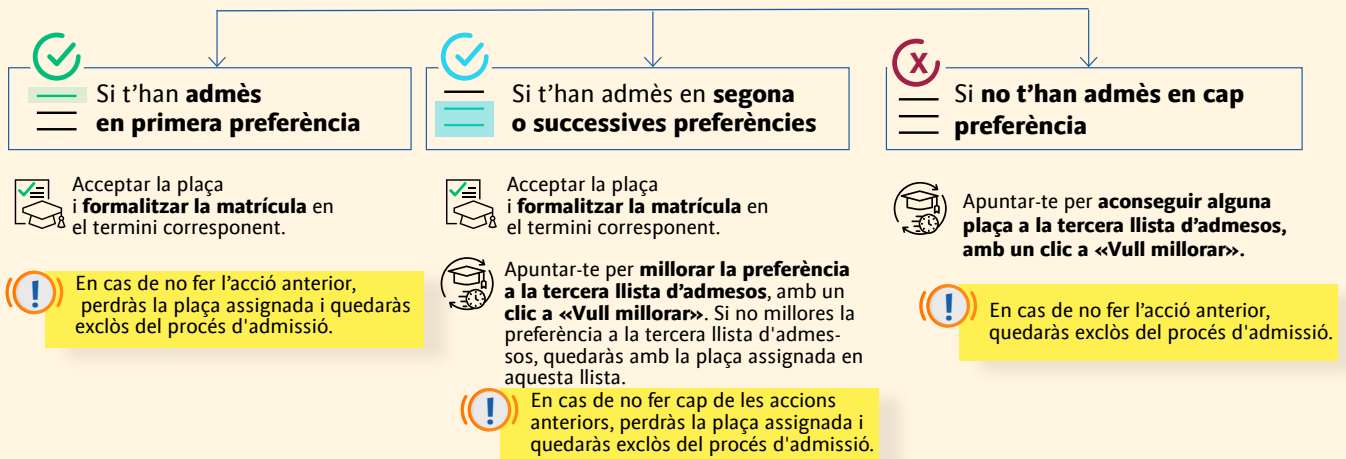 Si t’han admès
en primera preferència
Acceptar la plaça
i formalitzar la matrícula en
el termini corresponent.
En cas de no fer l’acció anterior,
perdràs la plaça assignada i quedaràs
exclòs del procés d'admissió.
Si t’han admès en segona
o successives preferències
Acceptar la plaça
i formalitzar la matrícula en
el termini corresponent.
Apuntar-te per millorar la preferència
a la tercera llista d’admesos, amb un
clic a «Vull millorar». Si no millores la
preferència a la tercera llista d'admes-
sos, quedaràs amb la plaça assignada en
aquesta llista.
En cas de no fer cap de les accions
anteriors, perdràs la plaça assignada i
quedaràs exclòs del procés d'admissió.
X
Si no t’han admès en cap
preferència
Apuntar-te per aconseguir alguna
plaça a la tercera llista d’admesos,
amb un clic a «Vull millorar».
En cas de no fer l’acció anterior,
quedaràs exclòs del procés d'admissió.